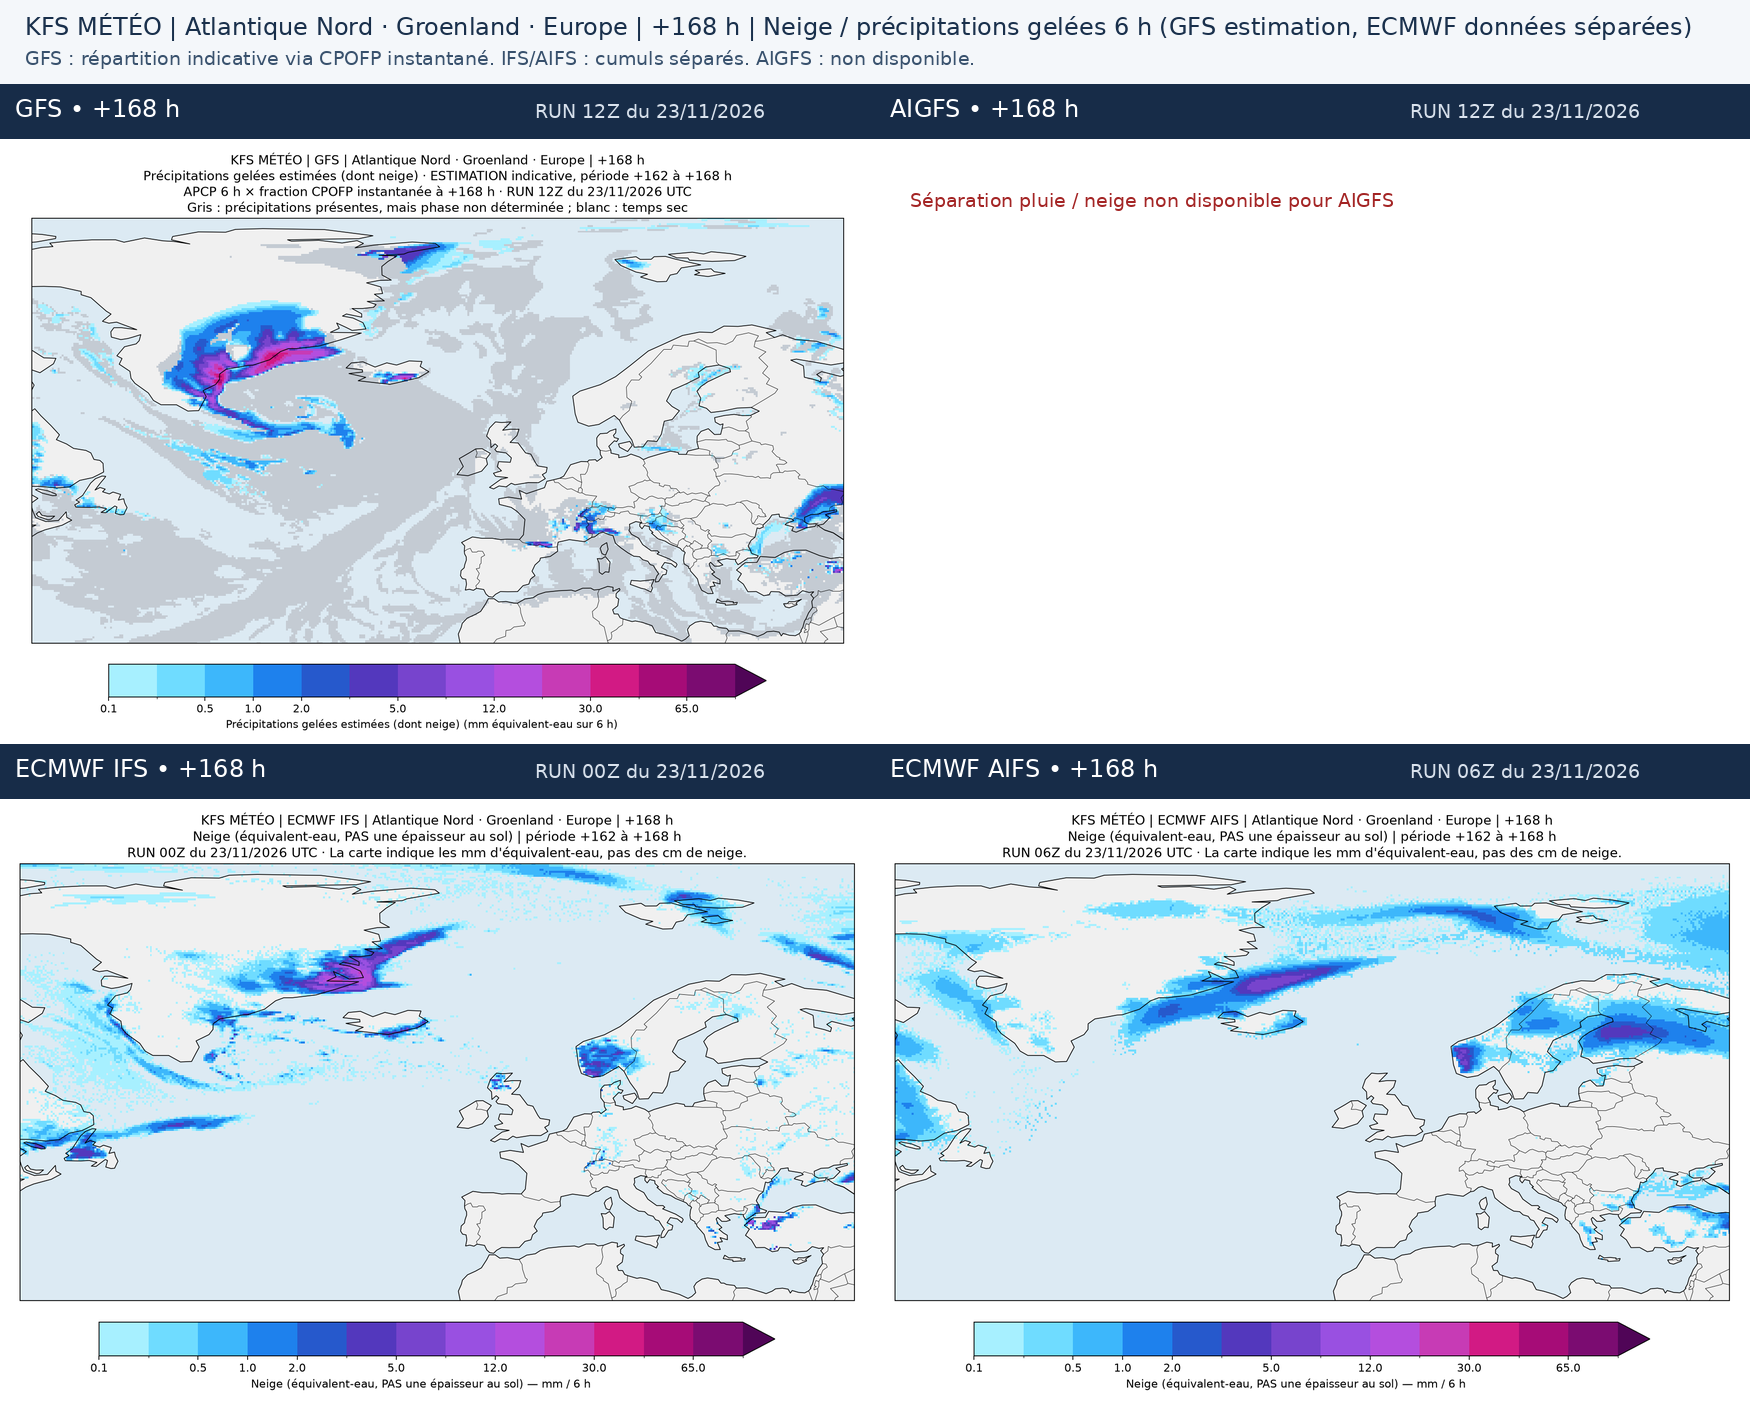 KFS MÉTÉO | Atlantique Nord · Groenland · Europe | +168 h | Neige / précipitations gelées 6 h (GFS estimation, ECMWF données séparées)
GFS : répartition indicative via CPOFP instantané. IFS/AIFS : cumuls séparés. AIGFS : non disponible.
GFS • +168 h
RUN 12Z du 23/11/2026
KFS MÉTÉO | GFS | Atlantique Nord · Groenland · Europe | +168 h
Précipitations gelées estimées (dont neige) · ESTIMATION indicative, période +162 à +168 h
APCP 6 h × fraction CPOFP instantanée à +168 h · RUN 12Z du 23/11/2026 UTC
Gris : précipitations présentes, mais phase non déterminée ; blanc : temps sec
0.1 0.5 1.0 2.0 5.0 12.0 30.0 65.0
Précipitations gelées estimées (dont neige) (mm équivalent-eau sur 6 h)
AIGFS • +168 h
RUN 12Z du 23/11/2026
Séparation pluie / neige non disponible pour AIGFS
ECMWF IFS • +168 h
RUN 00Z du 23/11/2026
KFS MÉTÉO | ECMWF IFS | Atlantique Nord · Groenland · Europe | +168 h
Neige (équivalent-eau, PAS une épaisseur au sol) | période +162 à +168 h
RUN 00Z du 23/11/2026 UTC · La carte indique les mm d'équivalent-eau, pas des cm de neige.
0.1 0.5 1.0 2.0 5.0 12.0 30.0 65.0
Neige (équivalent-eau, PAS une épaisseur au sol) — mm / 6 h
ECMWF AIFS • +168 h
RUN 06Z du 23/11/2026
KFS MÉTÉO | ECMWF AIFS | Atlantique Nord · Groenland · Europe | +168 h
Neige (équivalent-eau, PAS une épaisseur au sol) | période +162 à +168 h
RUN 06Z du 23/11/2026 UTC · La carte indique les mm d'équivalent-eau, pas des cm de neige.
0.1 0.5 1.0 2.0 5.0 12.0 30.0 65.0
Neige (équivalent-eau, PAS une épaisseur au sol) — mm / 6 h